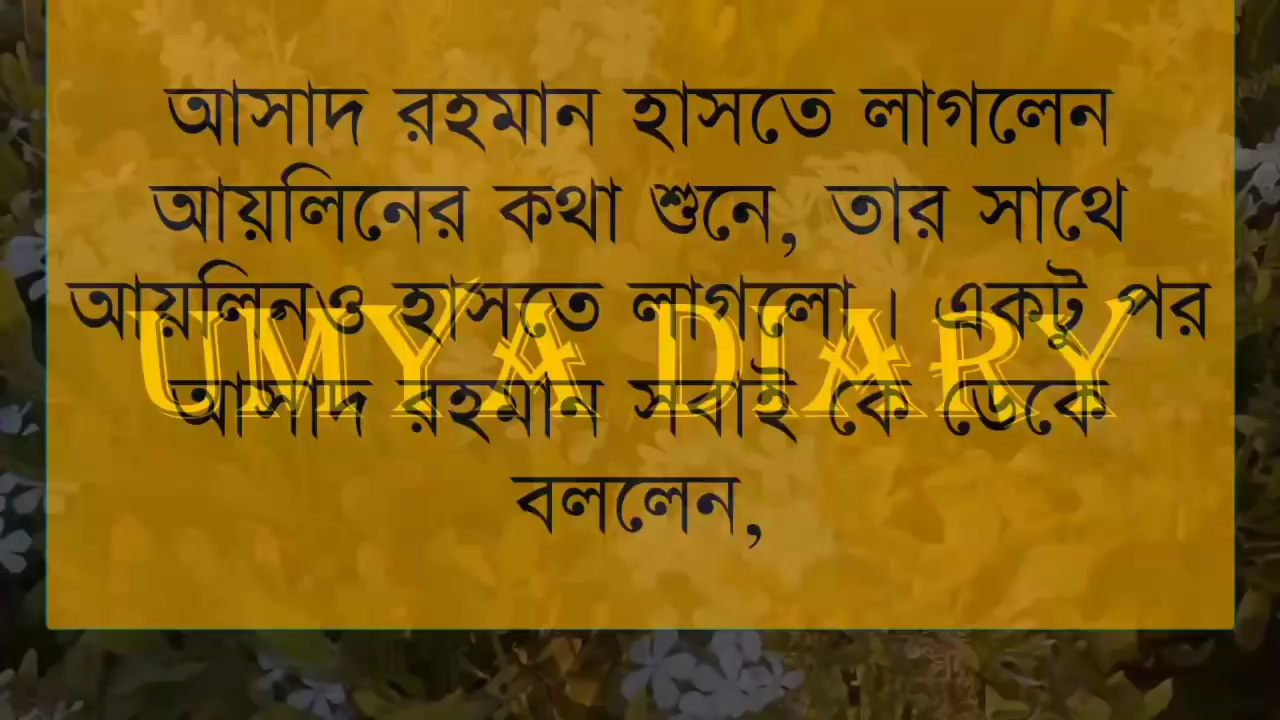 আসাদ রহমান হাসতে লাগলেন
আয়লিনের কথা শুনে, তার সাথে
আয়লিনও হাসতে লাগলো। একটু পর
আসাদ রহমান সবাই কে ডেকে
বললেন,
UMYA DIARY